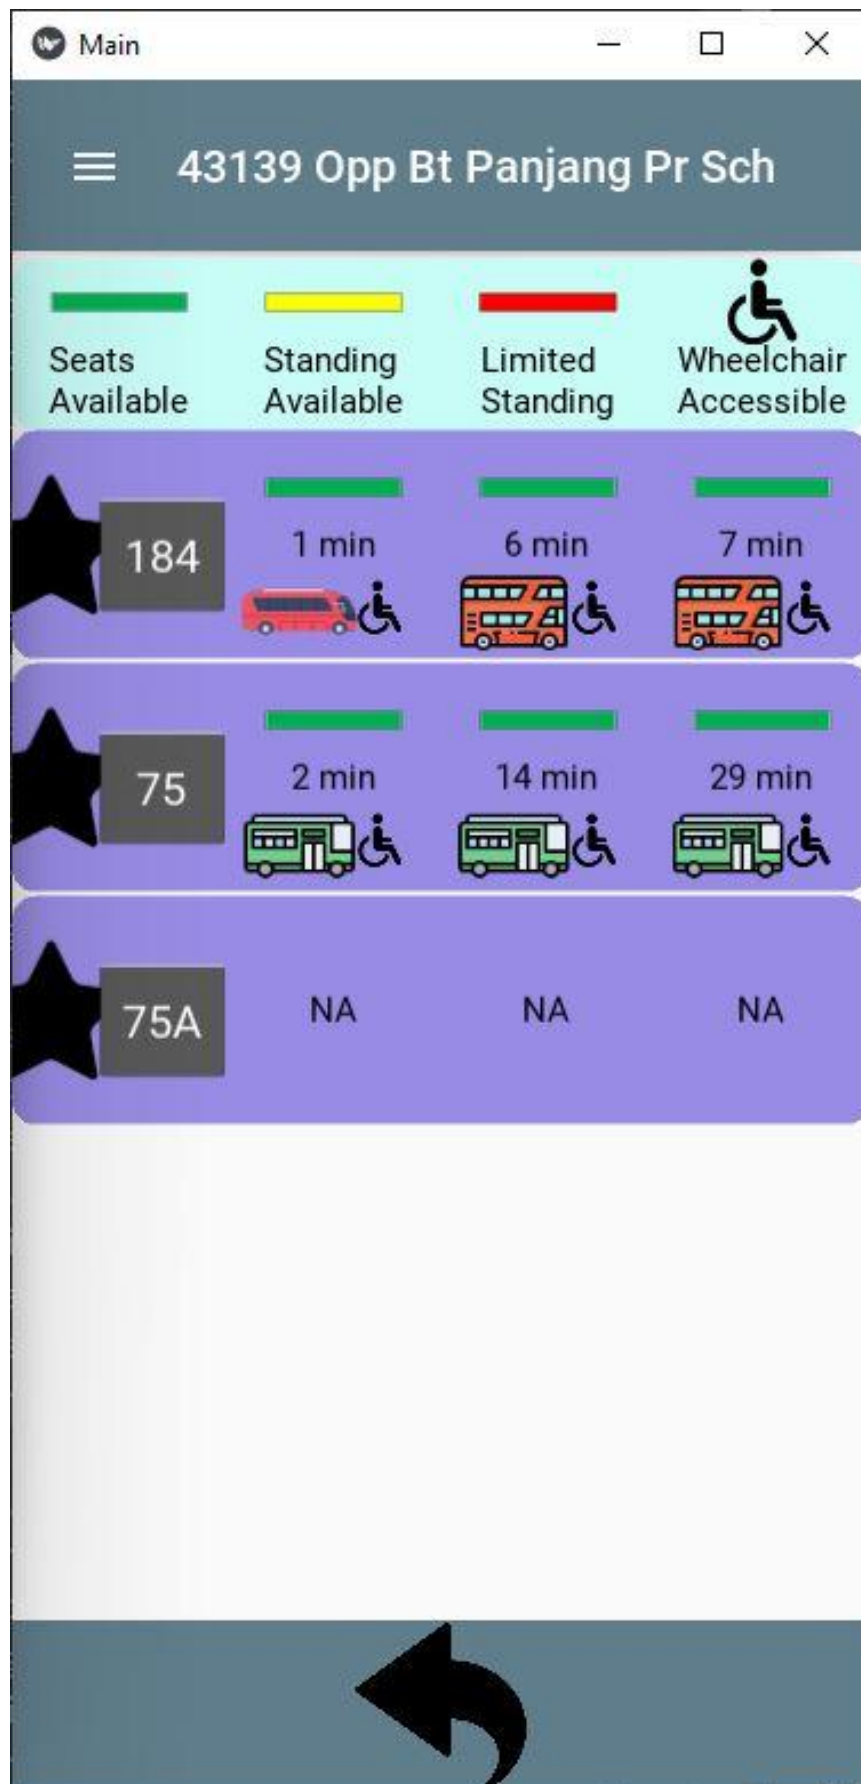 Main
43139 Opp Bt Panjang Pr Sch
Seats
Available
Standing
Available
Limited
Standing
Wheelchair
Accessible
184
1 min
6 min
7 min
75
2 min
14 min
29 min
75A
NA
NA
NA